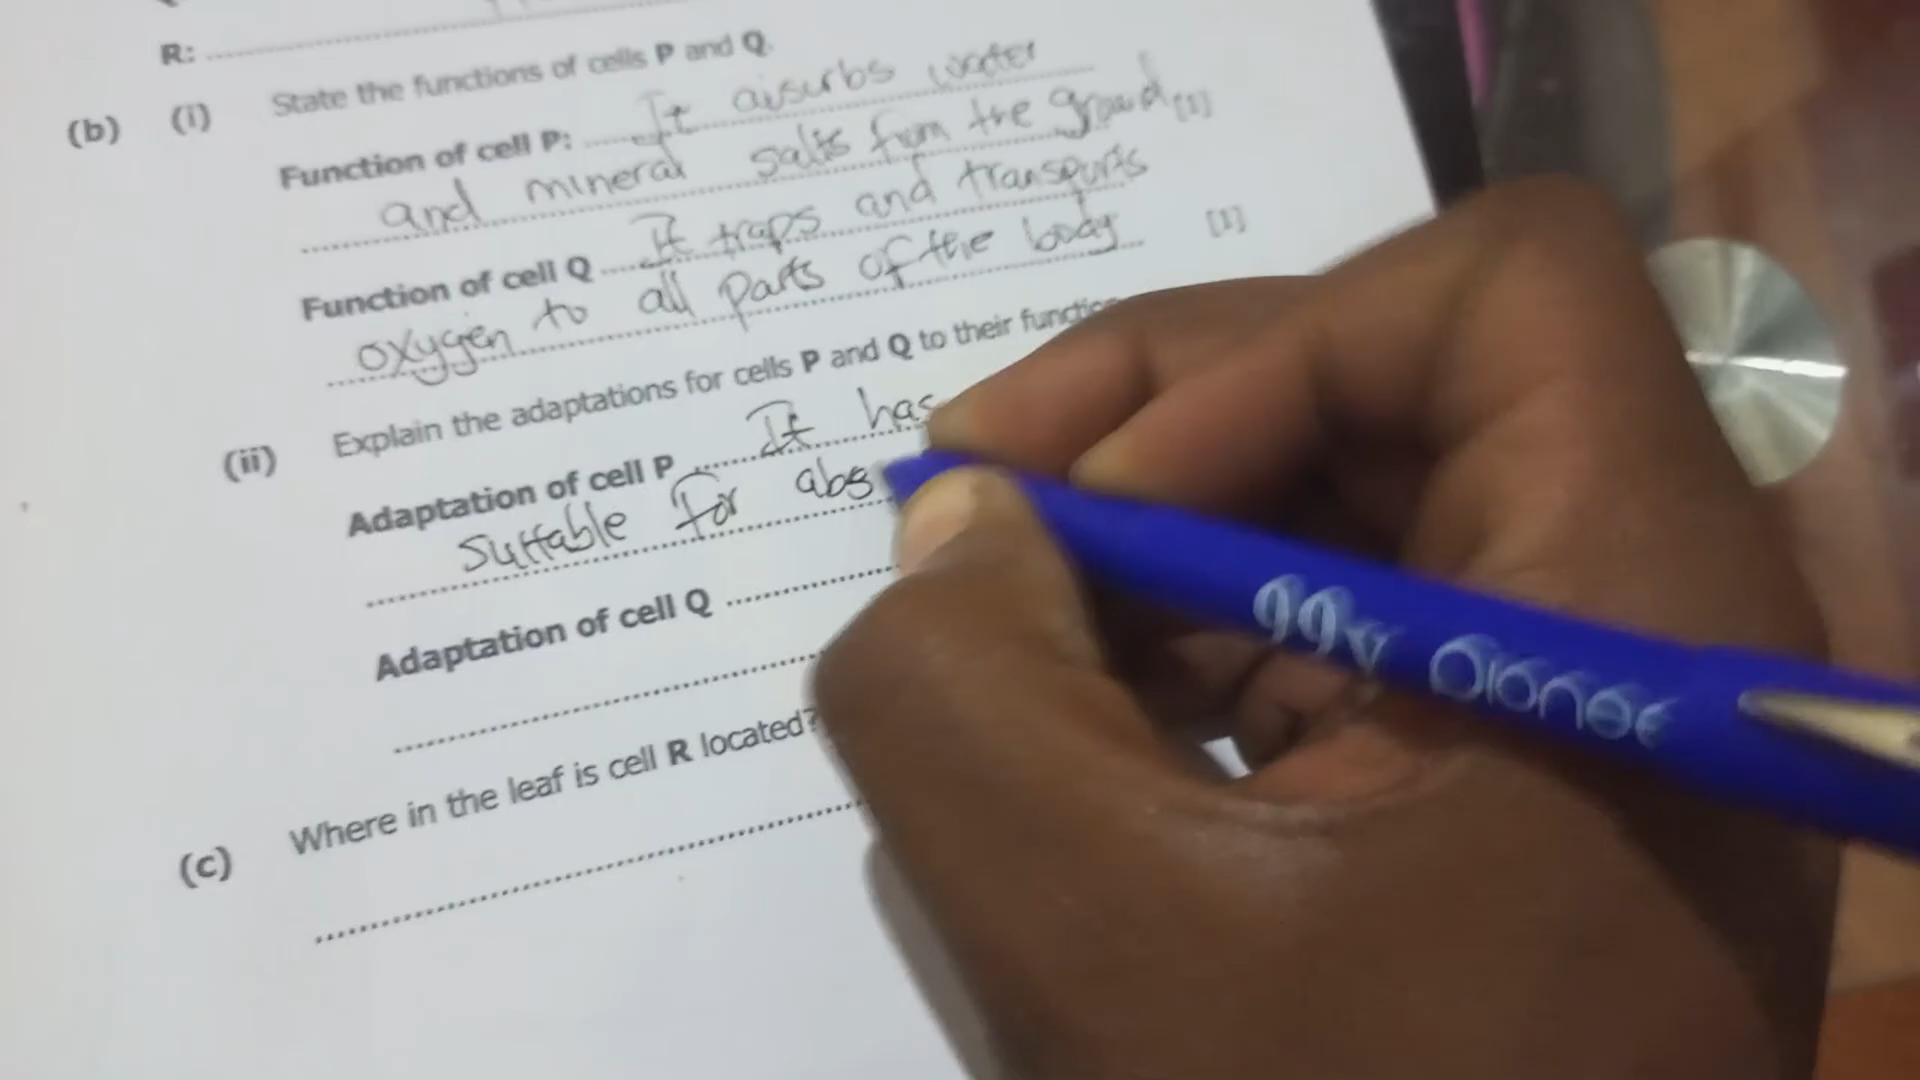 R:
(b) (i) State the functions of cells P and Q.
Function of cell P: It aisurbs water
and mineral salts from the ground [1]
Function of cell Q It traps and transports
oxygen to all parts of the body [1]
(ii) Explain the adaptations for cells P and Q to their functio
Adaptation of cell P It has
suitable for abs
Adaptation of cell Q
(c) Where in the leaf is cell R located?